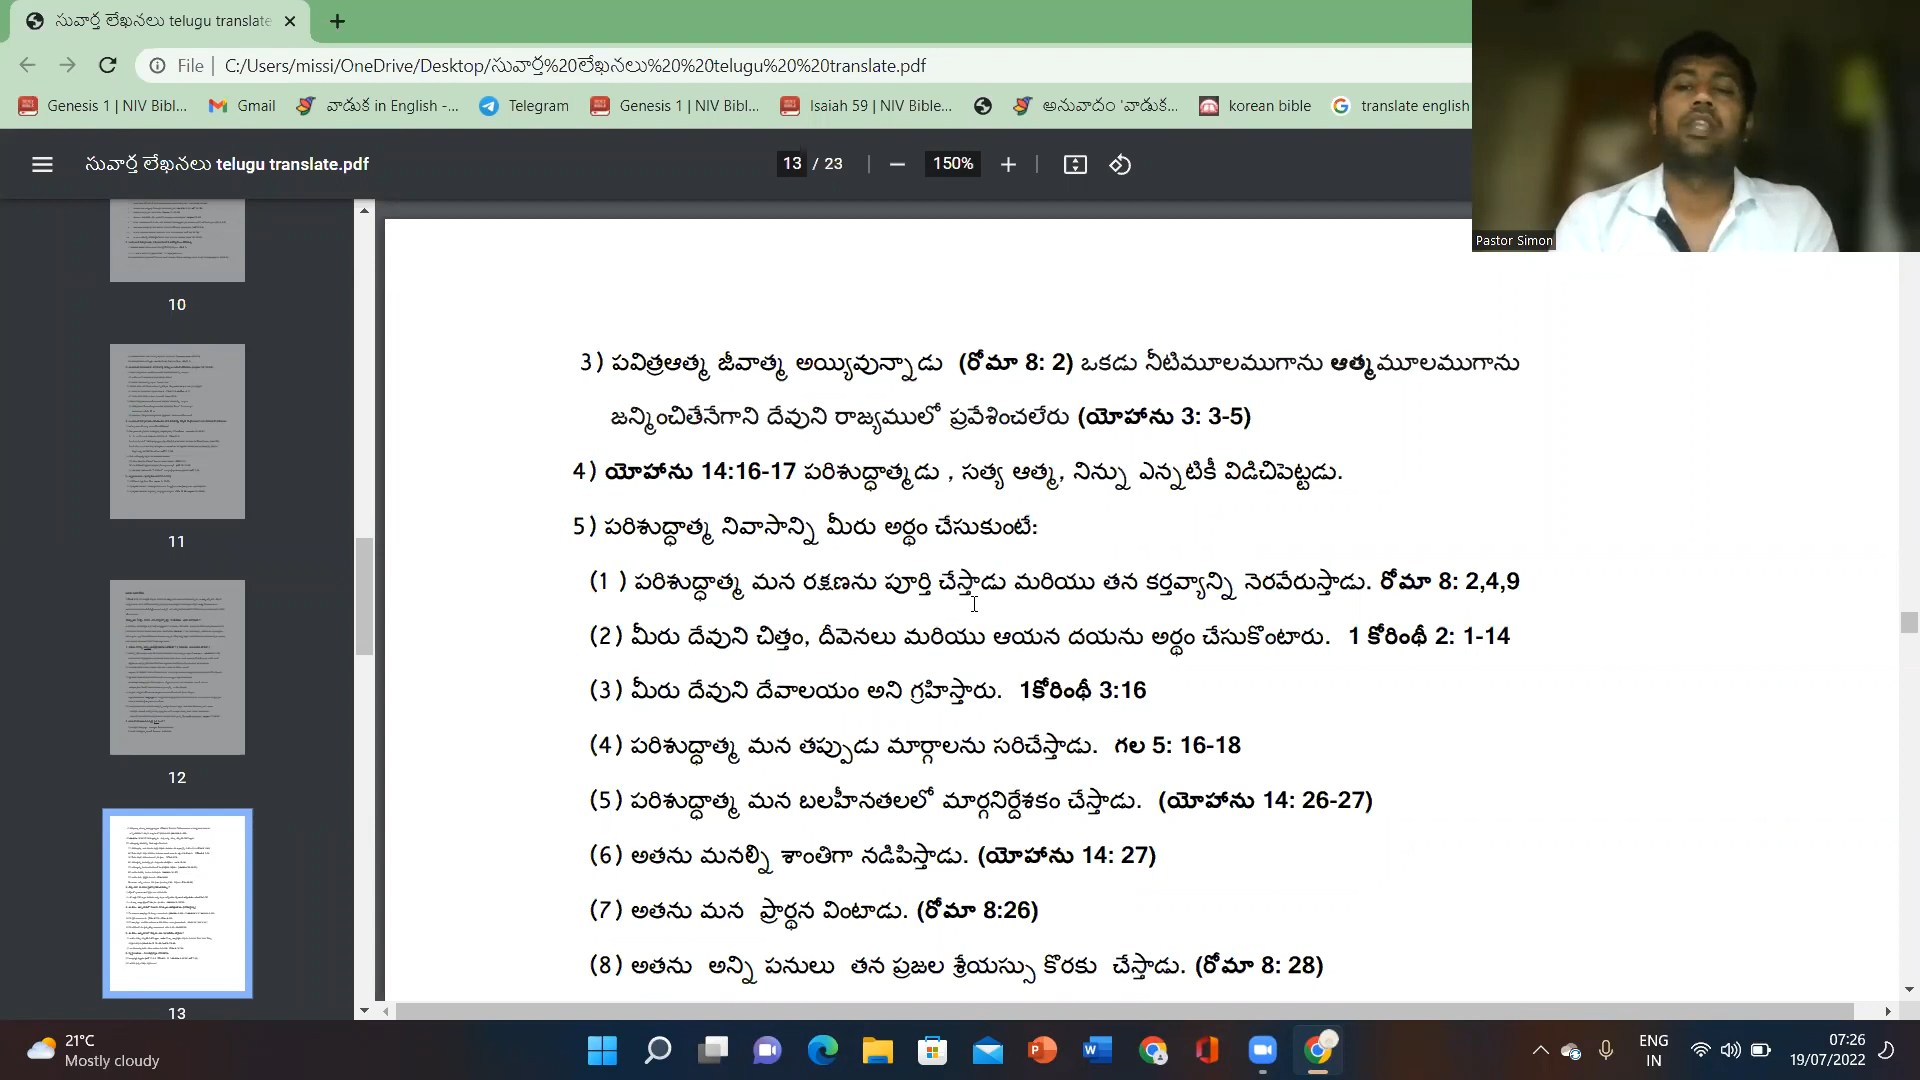 సువార్త లేఖనలు telugu translate
File
C:/Users/missi/OneDrive/Desktop/సువార్త%20లేఖనలు%20%20telugu%20%20translate.pdf
Genesis 1 | NIV Bibl...
Gmail
వాడుక in English -...
Telegram
Genesis 1 | NIV Bibl...
Isaiah 59 | NIV Bible...
అనువాదం 'వాడుక...
korean bible
translate english
సువార్త లేఖనలు telugu translate.pdf
13 / 23
150%
Pastor Simon
10
11
12
13
3) పవిత్రఆత్మ జీవాత్మ అయ్యివున్నాడు (రోమా 8: 2) ఒకడు నీటిమూలముగాను ఆత్మమూలముగాను
జన్మించితేనేగాని దేవుని రాజ్యములో ప్రవేశించలేరు (యోహాను 3: 3-5)
4) యోహాను 14:16-17 పరిశుద్ధాత్మడు , సత్య ఆత్మ, నిన్ను ఎన్నటికీ విడిచిపెట్టడు.
5) పరిశుద్ధాత్మ నివాసాన్ని మీరు అర్థం చేసుకుంటే:
(1 ) పరిశుద్ధాత్మ మన రక్షణను పూర్తి చేస్తాడు మరియు తన కర్తవ్యాన్ని నెరవేరుస్తాడు. రోమా 8: 2,4,9
(2) మీరు దేవుని చిత్తం, దీవెనలు మరియు ఆయన దయను అర్థం చేసుకొంటారు. 1 కోరింథీ 2: 1-14
(3) మీరు దేవుని దేవాలయం అని గ్రహిస్తారు. 1కోరింథీ 3:16
(4) పరిశుద్ధాత్మ మన తప్పుడు మార్గాలను సరిచేస్తాడు. గల 5: 16-18
(5) పరిశుద్ధాత్మ మన బలహీనతలలో మార్గనిర్దేశకం చేస్తాడు. (యోహాను 14: 26-27)
(6) అతను మనల్ని శాంతిగా నడిపిస్తాడు. (యోహాను 14: 27)
(7) అతను మన ప్రార్థన వింటాడు. (రోమా 8:26)
(8) అతను అన్ని పనులు తన ప్రజల శ్రేయస్సు కొరకు చేస్తాడు. (రోమా 8: 28)
21°C
Mostly cloudy
ENG
IN
07:26
19/07/2022